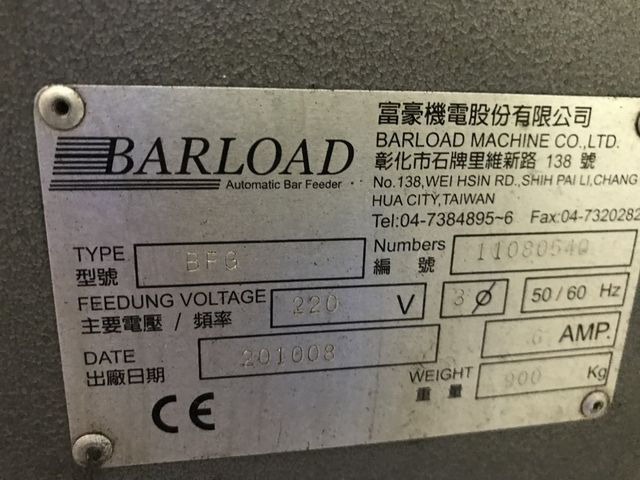 富豪機電股份有限公司
BARLOAD
BARLOAD MACHINE CO.,LTD.
Automatic Bar Feeder
彰化市石牌里維新路 138 號
No.138,WEI HSIN RD.,SHIH PAI LI,CHANG
HUA CITY,TAIWAN
Tel:04-7384895~6 Fax:04-7320282
TYPE 型號 BFG
Numbers 編號 1108054Q
FEEDUNG VOLTAGE 主要電壓 / 頻率 220 V 3 Ø 50 / 60 Hz
6 AMP.
DATE 出廠日期 201008
WEIGHT 重量 900 Kg
CE